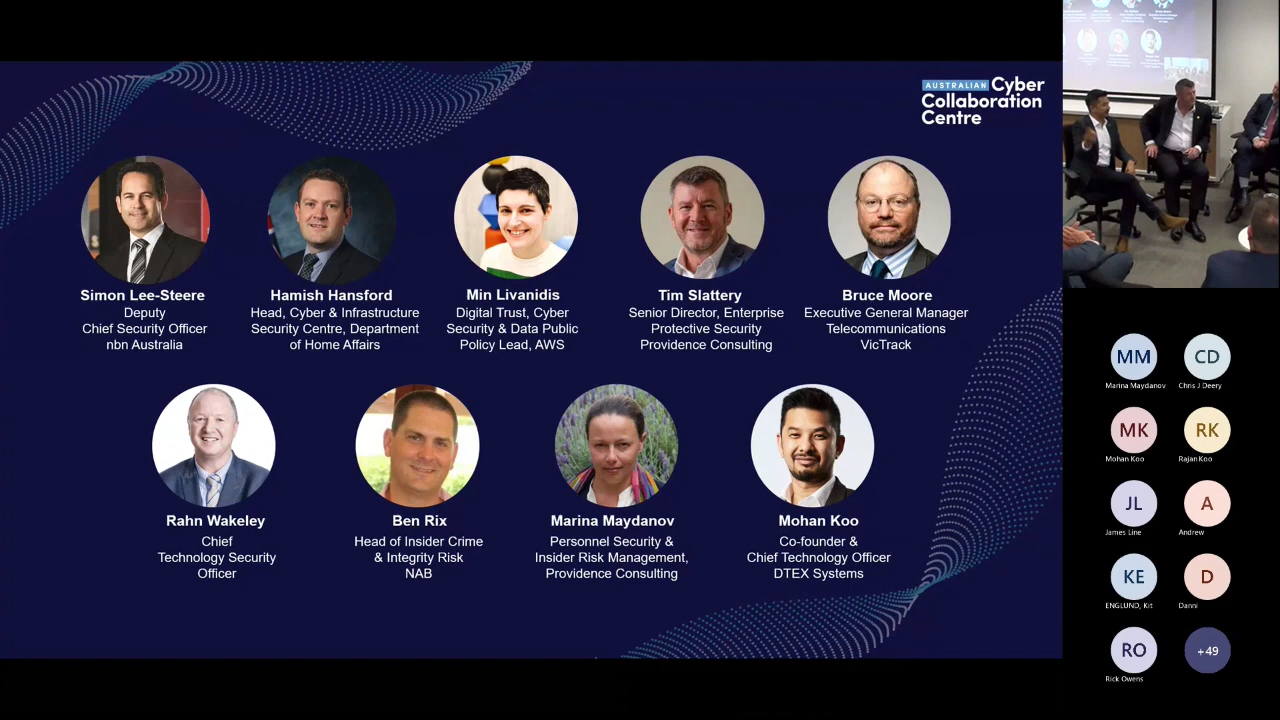 AUSTRALIAN Cyber
Collaboration
Centre
Simon Lee-Steere
Deputy
Chief Security Officer
nbn Australia
Hamish Hansford
Head, Cyber & Infrastructure
Security Centre, Department
of Home Affairs
Min Livanidis
Digital Trust, Cyber
Security & Data Public
Policy Lead, AWS
Tim Slattery
Senior Director, Enterprise
Protective Security
Providence Consulting
Bruce Moore
Executive General Manager
Telecommunications
VicTrack
Rahn Wakeley
Chief
Technology Security
Officer
Ben Rix
Head of Insider Crime
& Integrity Risk
NAB
Marina Maydanov
Personnel Security &
Insider Risk Management,
Providence Consulting
Mohan Koo
Co-founder &
Chief Technology Officer
DTEX Systems
MM
Marina Maydanov
CD
Chris J Deery
MK
Mohan Koo
RK
Rajan Koo
JL
James Line
A
Andrew
KE
ENGLUND, Kit
D
Danni
RO
Rick Owens
+49